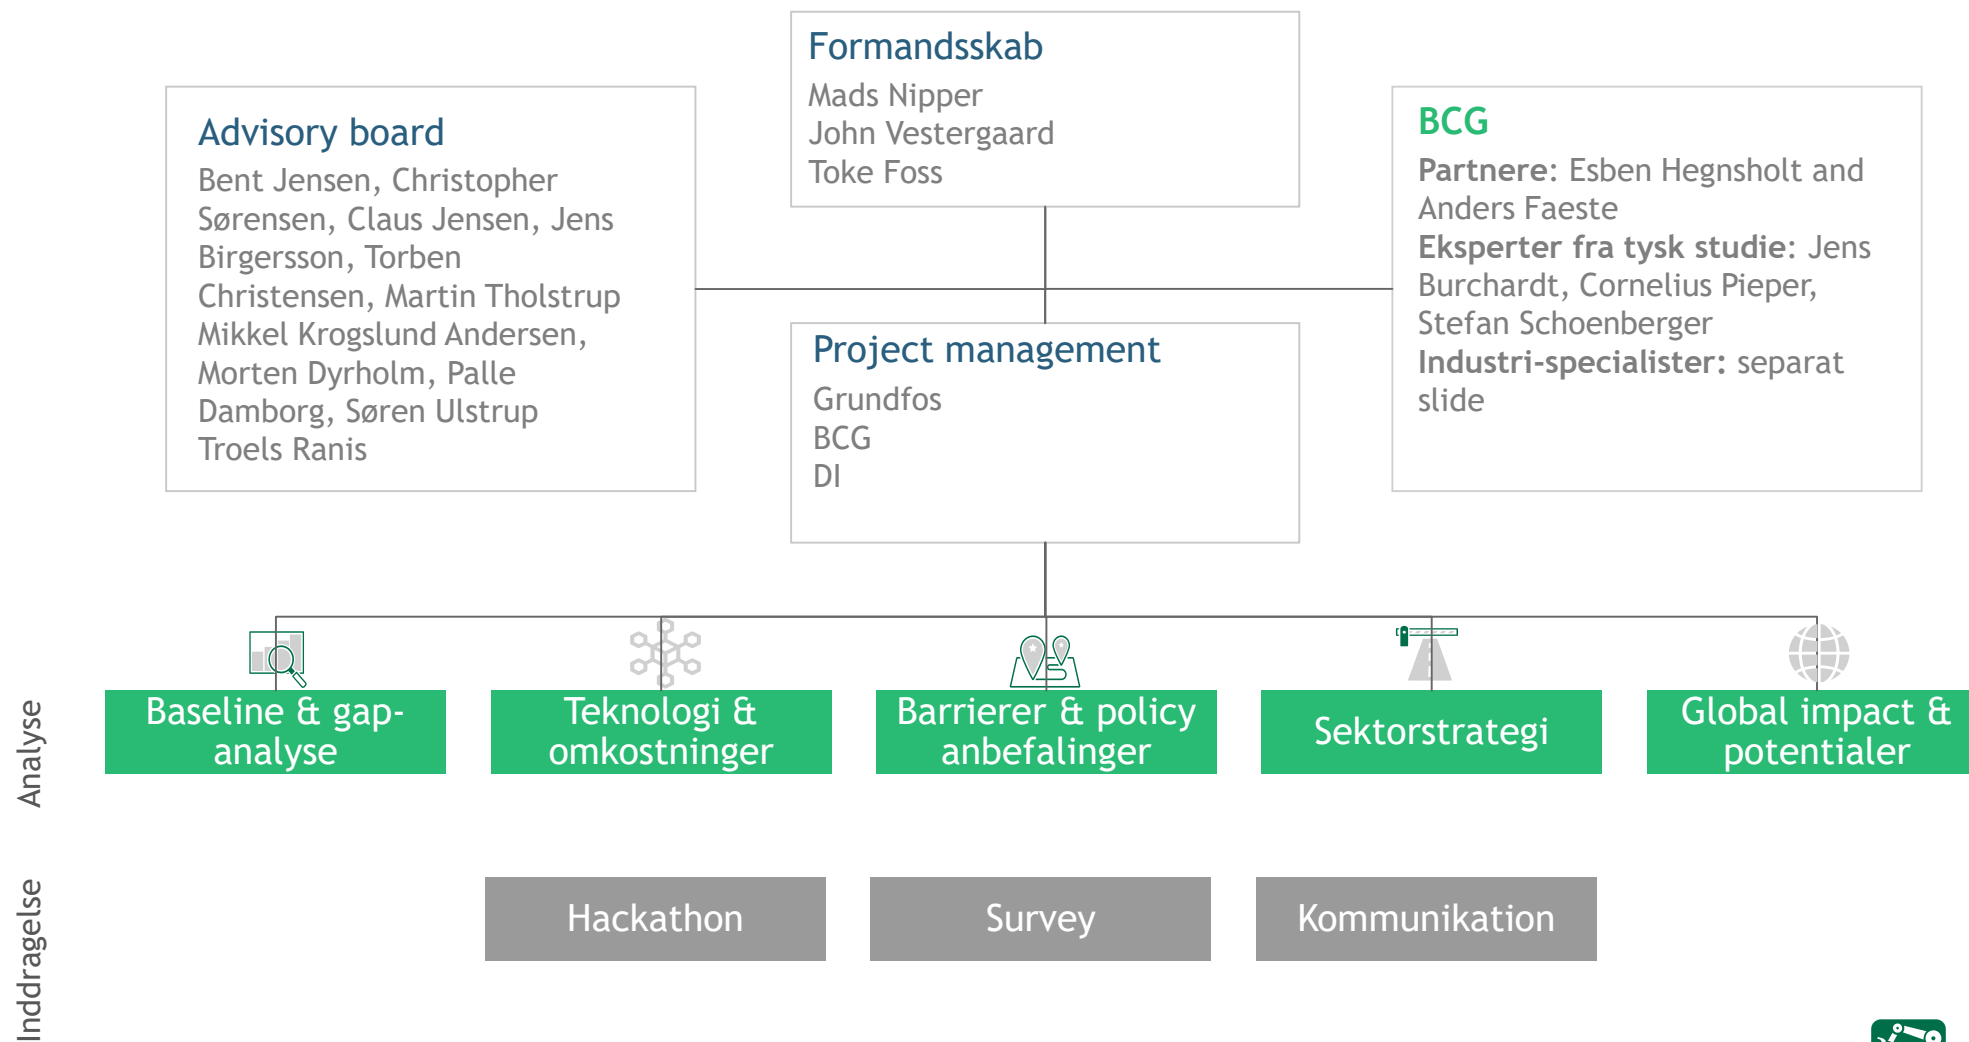 Formandsskab
Mads Nipper
John Vestergaard
Toke Foss
Advisory board
Bent Jensen, Christopher
Sørensen, Claus Jensen, Jens
Birgersson, Torben
Christensen, Martin Tholstrup
Mikkel Krogslund Andersen,
Morten Dyrholm, Palle
Damborg, Søren Ulstrup
Troels Ranis
BCG
Partnere: Esben Hegnsholt and
Anders Faeste
Eksperter fra tysk studie: Jens
Burchardt, Cornelius Pieper,
Stefan Schoenberger
Industri-specialister: separat
slide
Project management
Grundfos
BCG
DI
Analyse
Baseline & gap-
analyse
Teknologi &
omkostninger
Barrierer & policy
anbefalinger
Sektorstrategi
Global impact &
potentialer
Inddragelse
Hackathon
Survey
Kommunikation